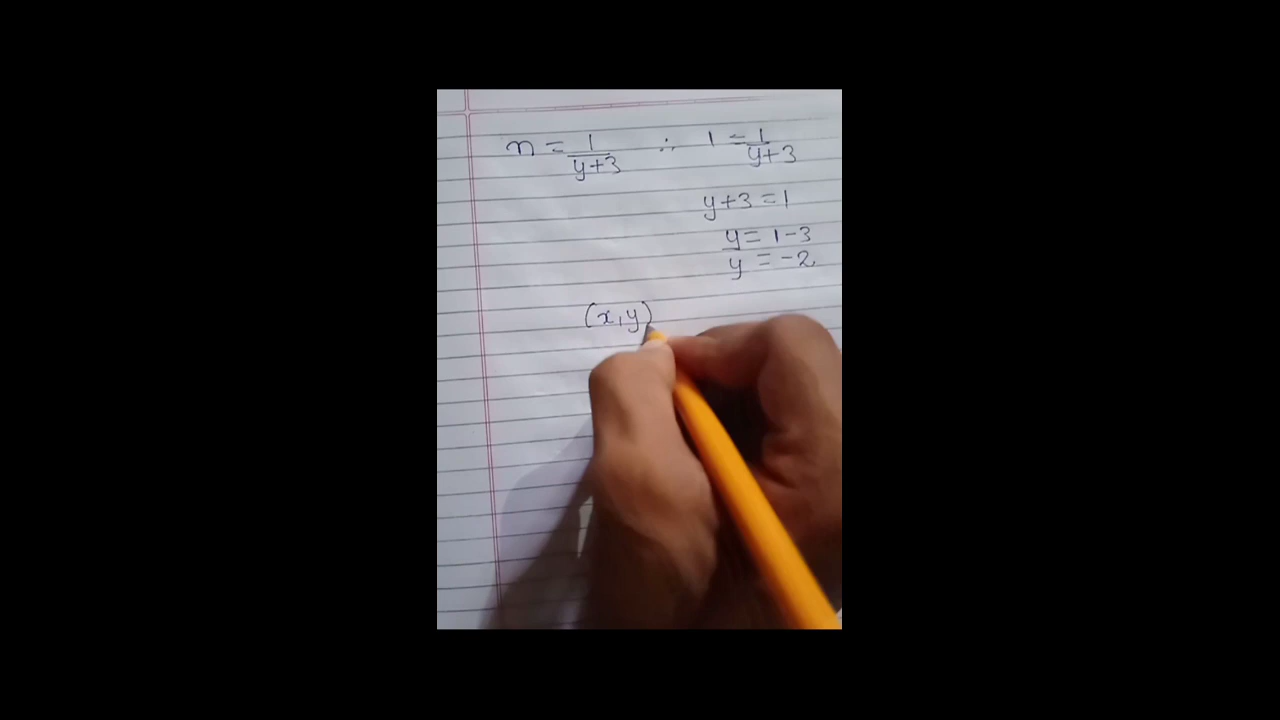 n = 1/(y+3) ∴ 1 = 1/(y+3)
y+3 = 1
y = 1-3
y = -2
(x,y)